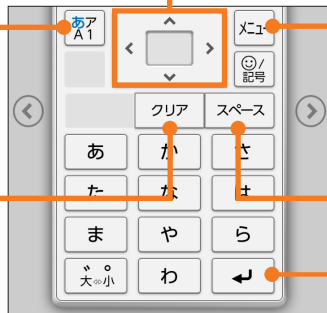 あア
A1
メニュー
☺/
記号
クリア
スペース
あ
か
さ
た
な
は
ま
や
ら
゛ ゜
大⇔小
わ